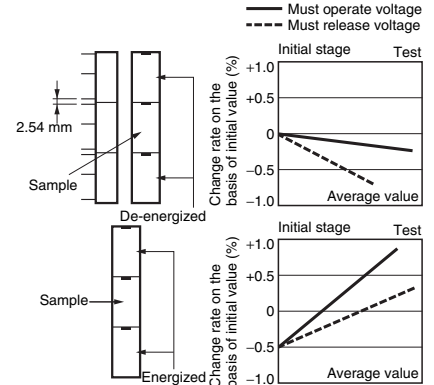 Must operate voltage
Must release voltage
Initial stage
Test
Change rate on the
basis of initial value (%)
+1.0
+0.5
0
−0.5
−1.0
Average value
2.54 mm
Sample
De-energized
Initial stage
Test
Change rate on the
basis of initial value (%)
+1.0
+0.5
0
−0.5
−1.0
Average value
Sample
Energized